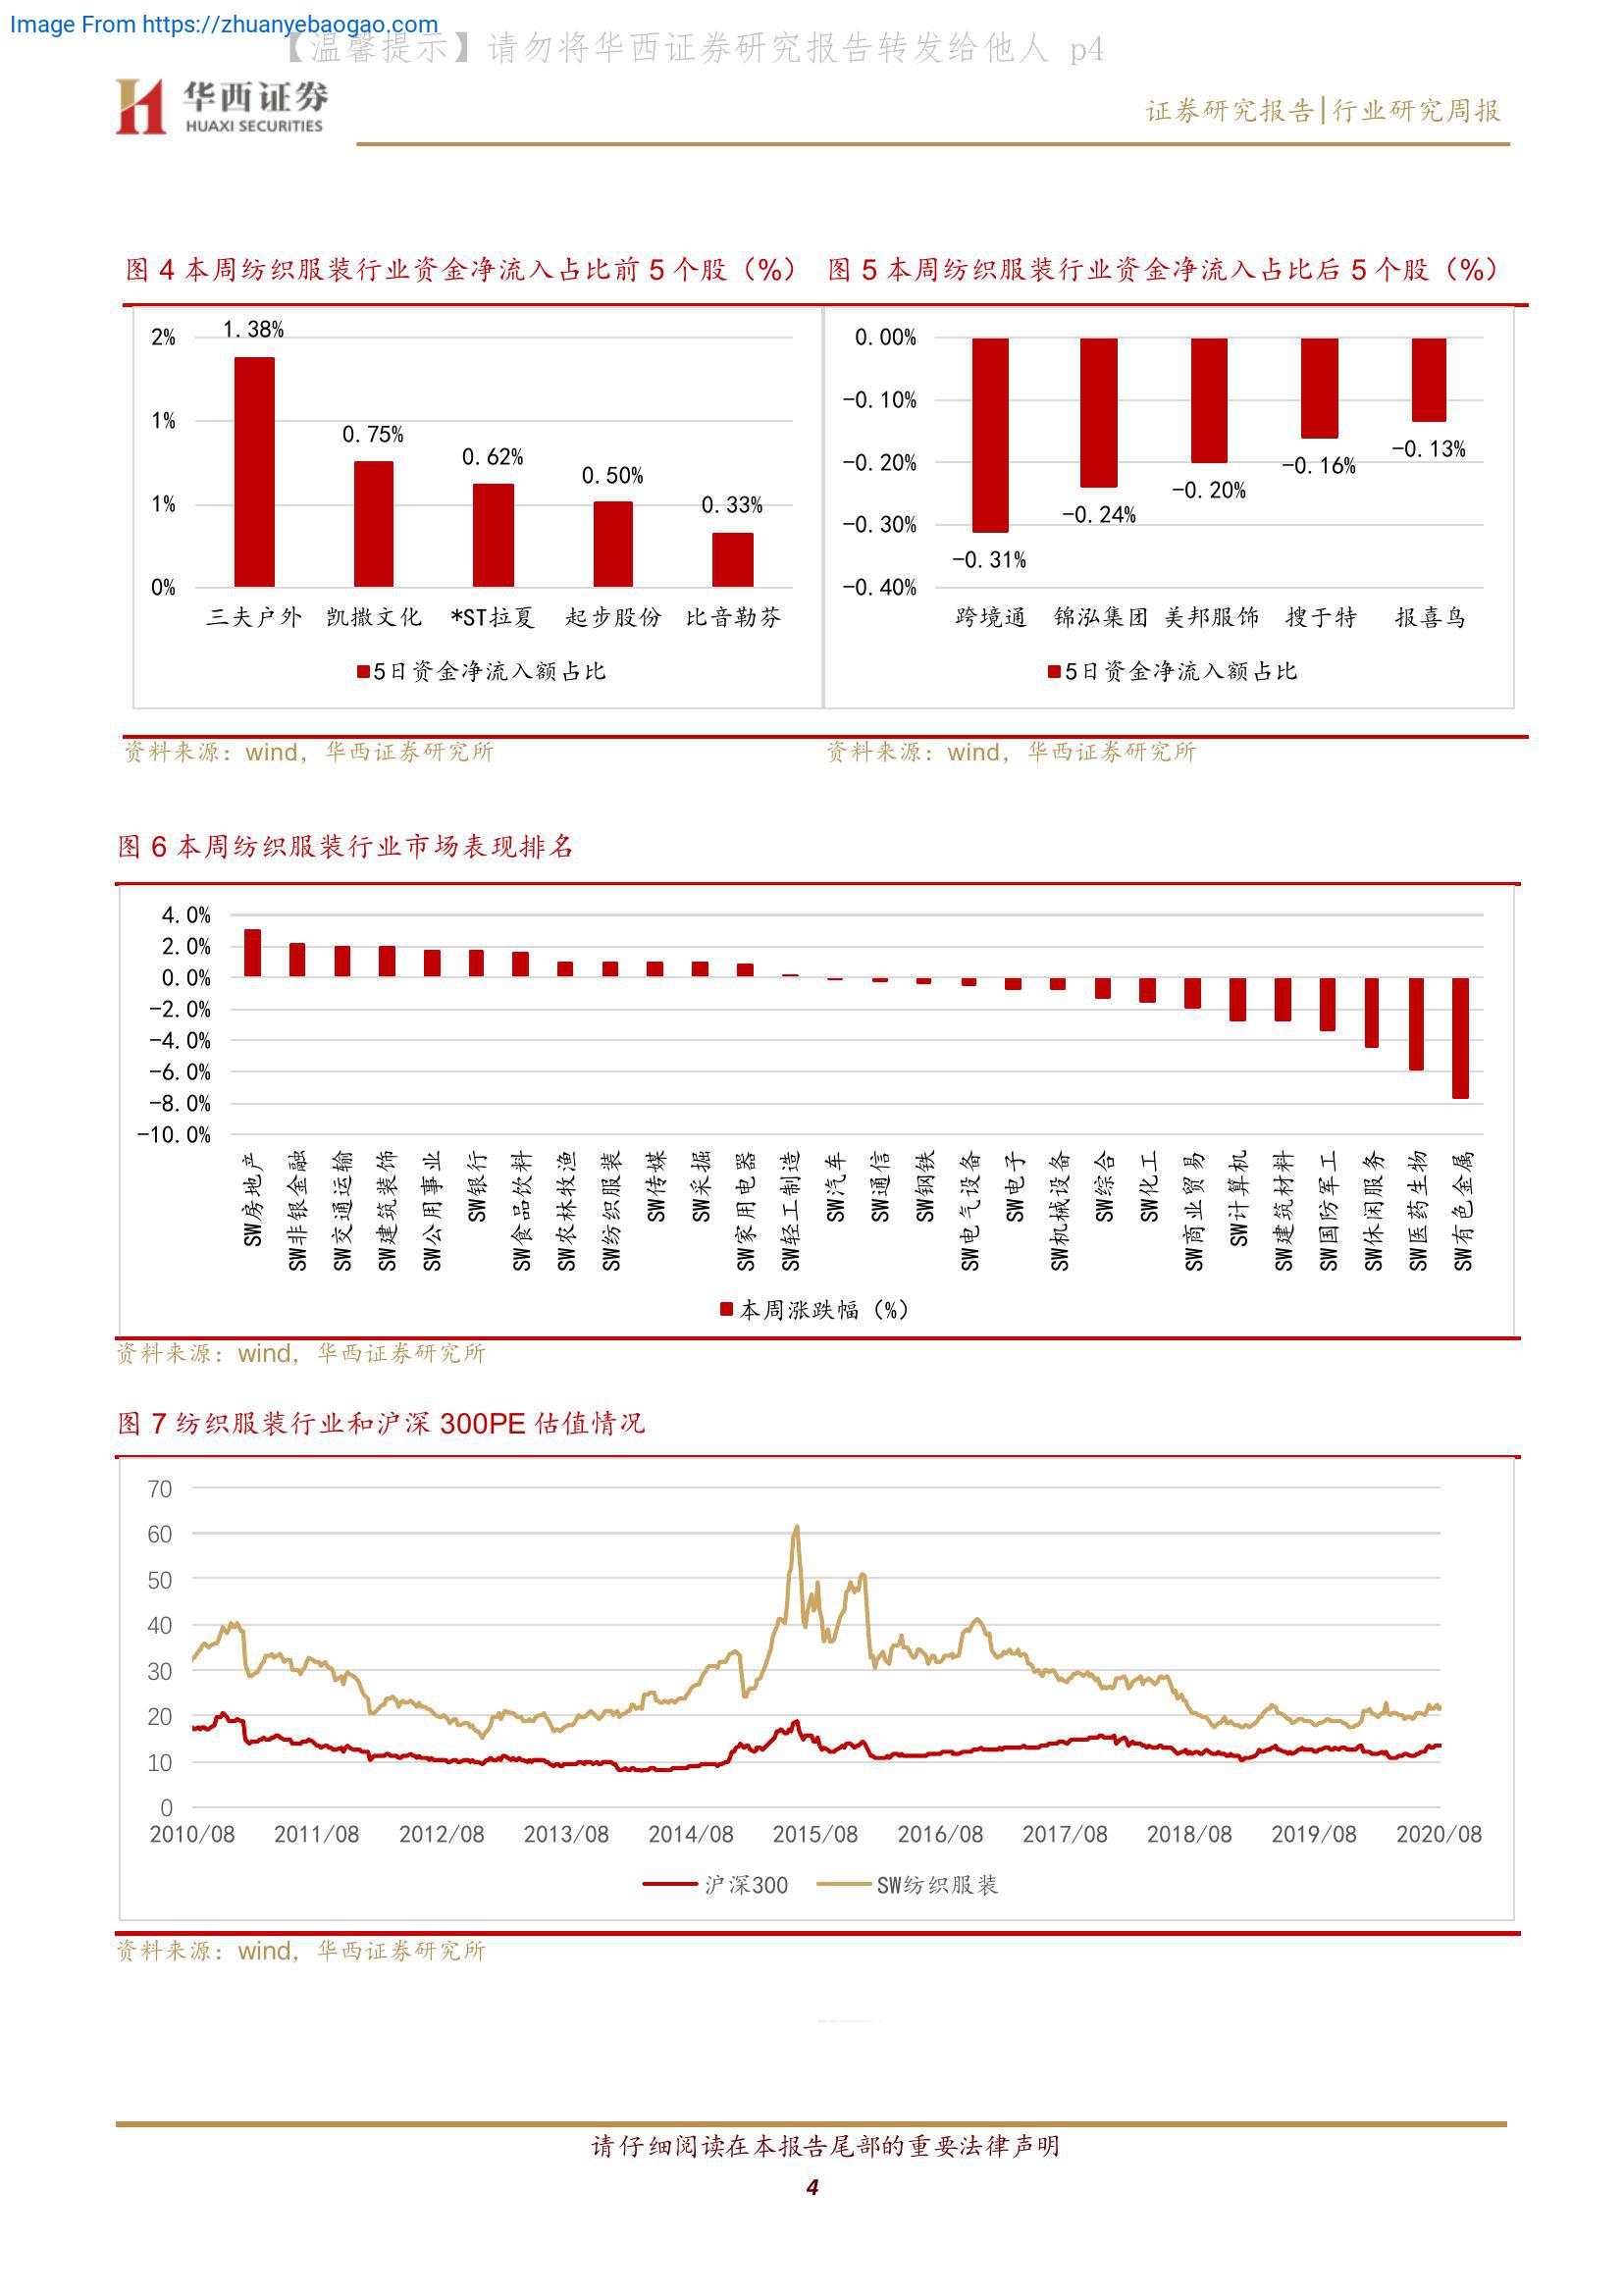 Image From https://zhuanyebaogao.com
【温馨提示】请勿将华西证券研究报告转发给他人 p4
华西证券
HUAXI SECURITIES
证券研究报告|行业研究周报
图 4 本周纺织服装行业资金净流入占比前 5 个股（%）
2%
1%
1%
0%
1.38%
0.75%
0.62%
0.50%
0.33%
三夫户外 凯撒文化 *ST拉夏 起步股份 比音勒芬
5日资金净流入额占比
资料来源：wind，华西证券研究所
图 5 本周纺织服装行业资金净流入占比后 5 个股（%）
0.00%
-0.10%
-0.20%
-0.30%
-0.40%
-0.31%
-0.24%
-0.20%
-0.16%
-0.13%
跨境通 锦泓集团 美邦服饰 搜于特 报喜鸟
5日资金净流入额占比
资料来源：wind，华西证券研究所
图 6 本周纺织服装行业市场表现排名
4.0%
2.0%
0.0%
-2.0%
-4.0%
-6.0%
-8.0%
-10.0%
SW房地产
SW非银金融
SW交通运输
SW建筑装饰
SW公用事业
SW银行
SW食品饮料
SW农林牧渔
SW纺织服装
SW传媒
SW采掘
SW家用电器
SW轻工制造
SW汽车
SW通信
SW钢铁
SW电气设备
SW电子
SW机械设备
SW综合
SW化工
SW商业贸易
SW计算机
SW建筑材料
SW国防军工
SW休闲服务
SW医药生物
SW有色金属
本周涨跌幅（%）
资料来源：wind，华西证券研究所
图 7 纺织服装行业和沪深 300PE 估值情况
70
60
50
40
30
20
10
0
2010/08 2011/08 2012/08 2013/08 2014/08 2015/08 2016/08 2017/08 2018/08 2019/08 2020/08
沪深300 SW纺织服装
资料来源：wind，华西证券研究所
请仔细阅读在本报告尾部的重要法律声明
4